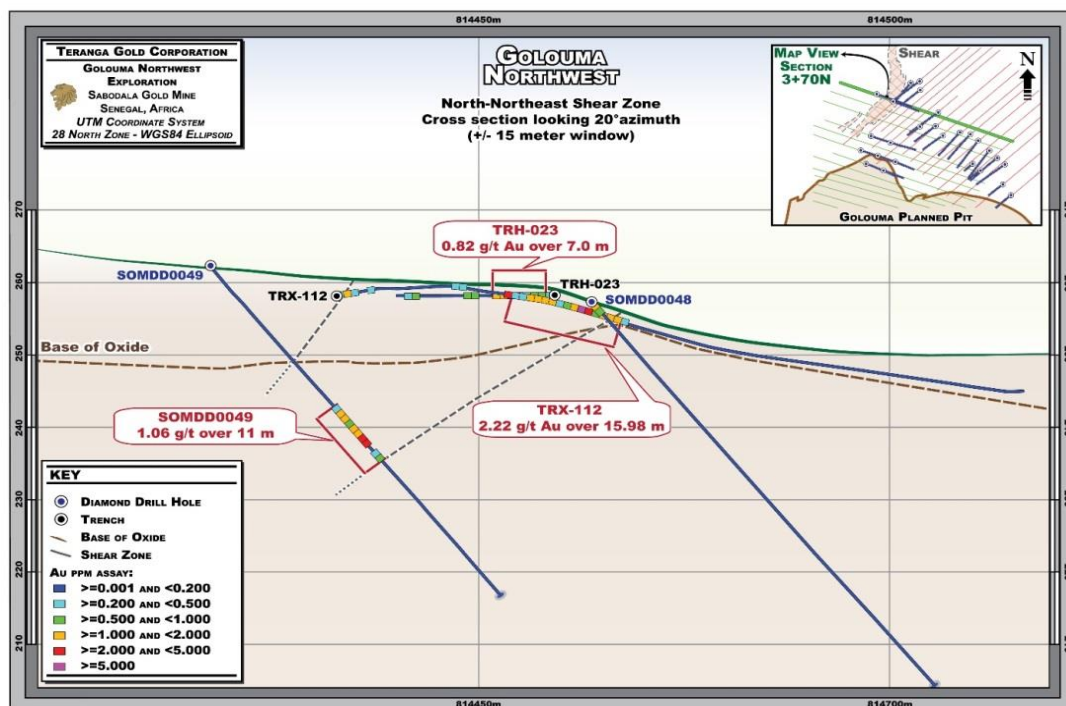 814450m
814500m
TERANGA GOLD CORPORATION
GOLOUMA NORTHWEST
EXPLORATION
SABODALA GOLD MINE
SENEGAL, AFRICA
UTM COORDINATE SYSTEM
28 NORTH ZONE - WGS84 ELLIPSOID
GOLOUMA
NORTHWEST
North-Northeast Shear Zone
Cross section looking 20°azimuth
(+/- 15 meter window)
MAP VIEW
SECTION
3+70N
SHEAR
N
GOLOUMA PLANNED PIT
270
260
250
240
230
220
210
TRH-023
0.82 g/t Au over 7.0 m
SOMDD0049
TRX-112
TRH-023
SOMDD0048
Base of Oxide
SOMDD0049
1.06 g/t over 11 m
TRX-112
2.22 g/t Au over 15.98 m
KEY
DIAMOND DRILL HOLE
TRENCH
BASE OF OXIDE
SHEAR ZONE
AU PPM ASSAY:
>=0.001 AND <0.200
>=0.200 AND <0.500
>=0.500 AND <1.000
>=1.000 AND <2.000
>=2.000 AND <5.000
>=5.000
814450m
814700m